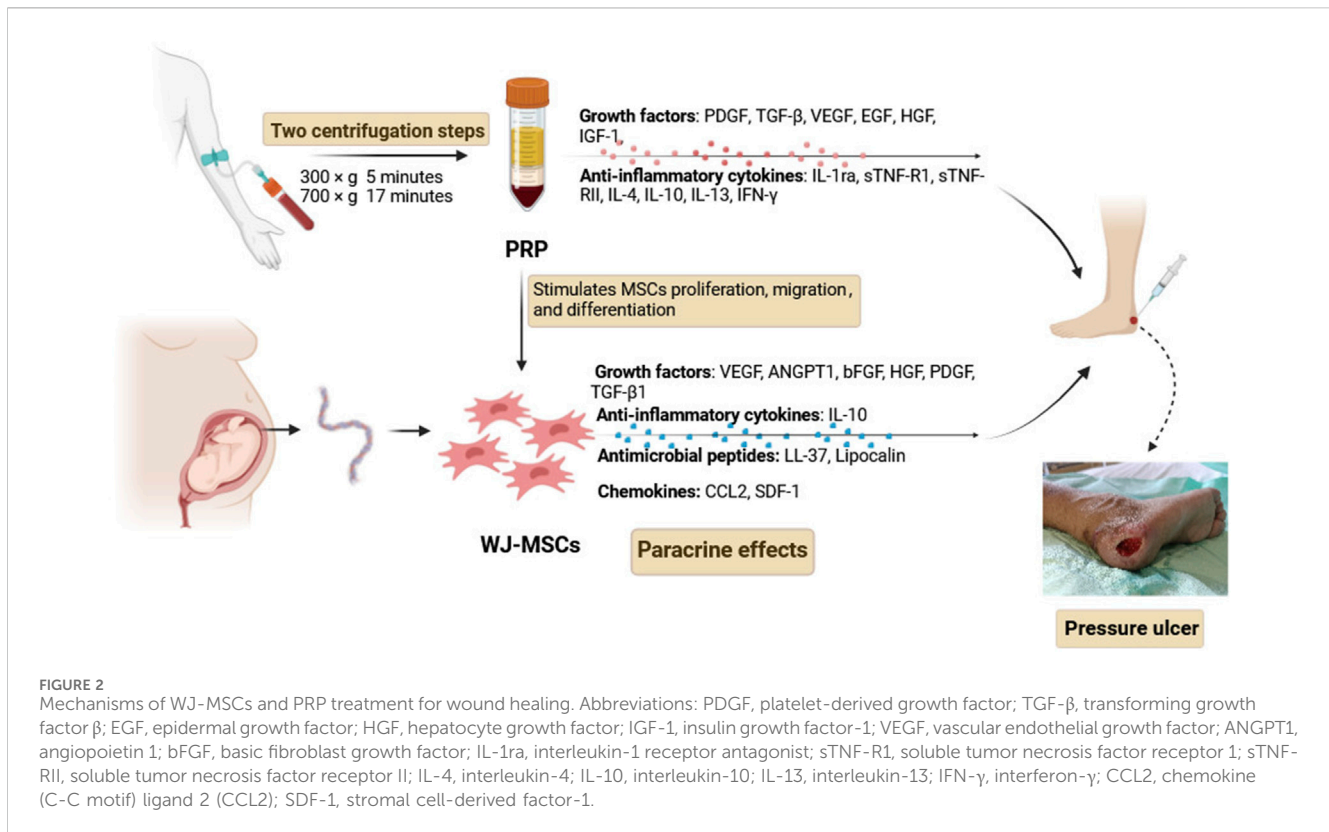 Two centrifugation steps
300 × g 5 minutes
700 × g 17 minutes
PRP
Growth factors: PDGF, TGF-β, VEGF, EGF, HGF,
IGF-1,
Anti-inflammatory cytokines: IL-1ra, sTNF-R1, sTNF-
RII, IL-4, IL-10, IL-13, IFN-γ
Stimulates MSCs proliferation, migration,
and differentiation
Growth factors: VEGF, ANGPT1, bFGF, HGF, PDGF,
TGF-β1
Anti-inflammatory cytokines: IL-10
Antimicrobial peptides: LL-37, Lipocalin
Chemokines: CCL2, SDF-1
WJ-MSCs
Paracrine effects
Pressure ulcer
FIGURE 2
Mechanisms of WJ-MSCs and PRP treatment for wound healing. Abbreviations: PDGF, platelet-derived growth factor; TGF-β, transforming growth
factor β; EGF, epidermal growth factor; HGF, hepatocyte growth factor; IGF-1, insulin growth factor-1; VEGF, vascular endothelial growth factor; ANGPT1,
angiopoietin 1; bFGF, basic fibroblast growth factor; IL-1ra, interleukin-1 receptor antagonist; sTNF-R1, soluble tumor necrosis factor receptor 1; sTNF-
RII, soluble tumor necrosis factor receptor II; IL-4, interleukin-4; IL-10, interleukin-10; IL-13, interleukin-13; IFN-γ, interferon-γ; CCL2, chemokine
(C-C motif) ligand 2 (CCL2); SDF-1, stromal cell-derived factor-1.